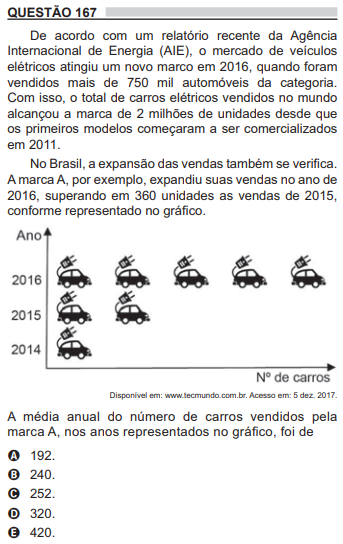 QUESTÃO 167
De acordo com um relatório recente da Agência
Internacional de Energia (AIE), o mercado de veículos
elétricos atingiu um novo marco em 2016, quando foram
vendidos mais de 750 mil automóveis da categoria.
Com isso, o total de carros elétricos vendidos no mundo
alcançou a marca de 2 milhões de unidades desde que
os primeiros modelos começaram a ser comercializados
em 2011.
No Brasil, a expansão das vendas também se verifica.
A marca A, por exemplo, expandiu suas vendas no ano de
2016, superando em 360 unidades as vendas de 2015,
conforme representado no gráfico.
Ano
2016
2015
2014
Nº de carros
Disponível em: www.tecmundo.com.br. Acesso em: 5 dez. 2017.
A média anual do número de carros vendidos pela
marca A, nos anos representados no gráfico, foi de
A 192.
B 240.
C 252.
D 320.
E 420.